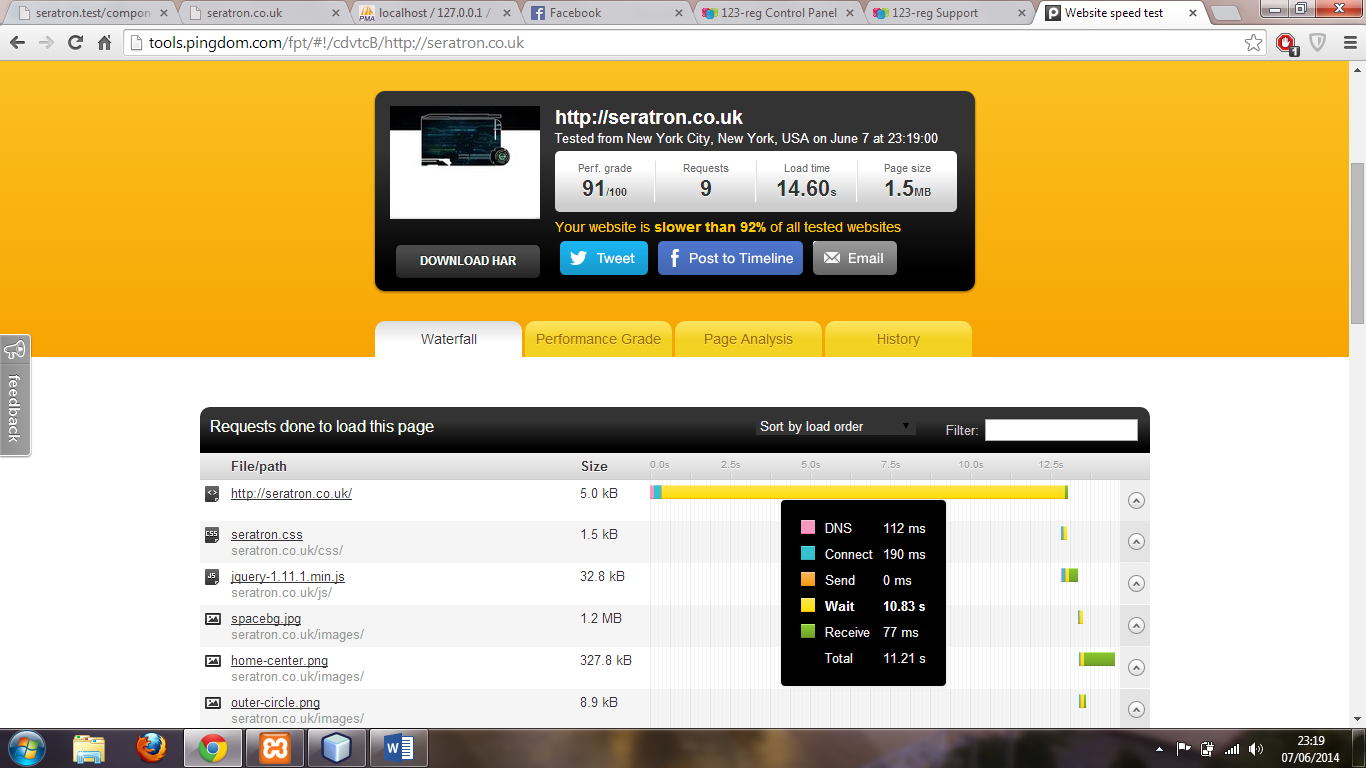 seratron.test/compon
seratron.co.uk
localhost / 127.0.0.1 /
Facebook
123-reg Control Panel
123-reg Support
Website speed test
tools.pingdom.com/fpt/#!/cdvtcB/http://seratron.co.uk
1
http://seratron.co.uk
Tested from New York City, New York, USA on June 7 at 23:19:00
Perf. grade Requests Load time Page size
91/100 9 14.60s 1.5MB
Your website is slower than 92% of all tested websites
DOWNLOAD HAR Tweet Post to Timeline Email
Waterfall Performance Grade Page Analysis History
feedback
Requests done to load this page Sort by load order Filter:
File/path Size 0.0s 2.5s 5.0s 7.5s 10.0s 12.5s
http://seratron.co.uk/ 5.0 kB
seratron.css 1.5 kB
seratron.co.uk/css/
jquery-1.11.1.min.js 32.8 kB
seratron.co.uk/js/
spacebg.jpg 1.2 MB
seratron.co.uk/images/
home-center.png 327.8 kB
seratron.co.uk/images/
outer-circle.png 8.9 kB
seratron.co.uk/images/
DNS 112 ms
Connect 190 ms
Send 0 ms
Wait 10.83 s
Receive 77 ms
Total 11.21 s
23:19
07/06/2014